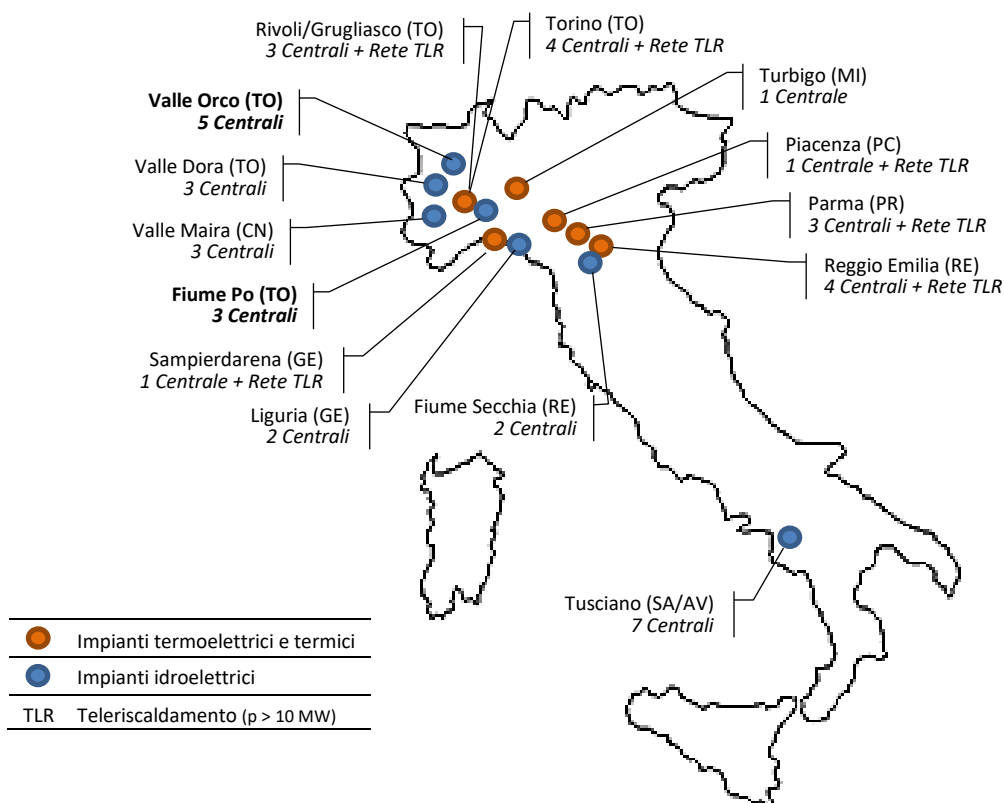 Rivoli/Grugliasco (TO)
3 Centrali + Rete TLR
Torino (TO)
4 Centrali + Rete TLR
Turbigo (MI)
1 Centrale
Valle Orco (TO)
5 Centrali
Piacenza (PC)
1 Centrale + Rete TLR
Valle Dora (TO)
3 Centrali
Parma (PR)
3 Centrali + Rete TLR
Valle Maira (CN)
3 Centrali
Reggio Emilia (RE)
4 Centrali + Rete TLR
Fiume Po (TO)
3 Centrali
Sampierdarena (GE)
1 Centrale + Rete TLR
Liguria (GE)
2 Centrali
Fiume Secchia (RE)
2 Centrali
Tusciano (SA/AV)
7 Centrali
Impianti termoelettrici e termici
Impianti idroelettrici
TLR Teleriscaldamento (p > 10 MW)